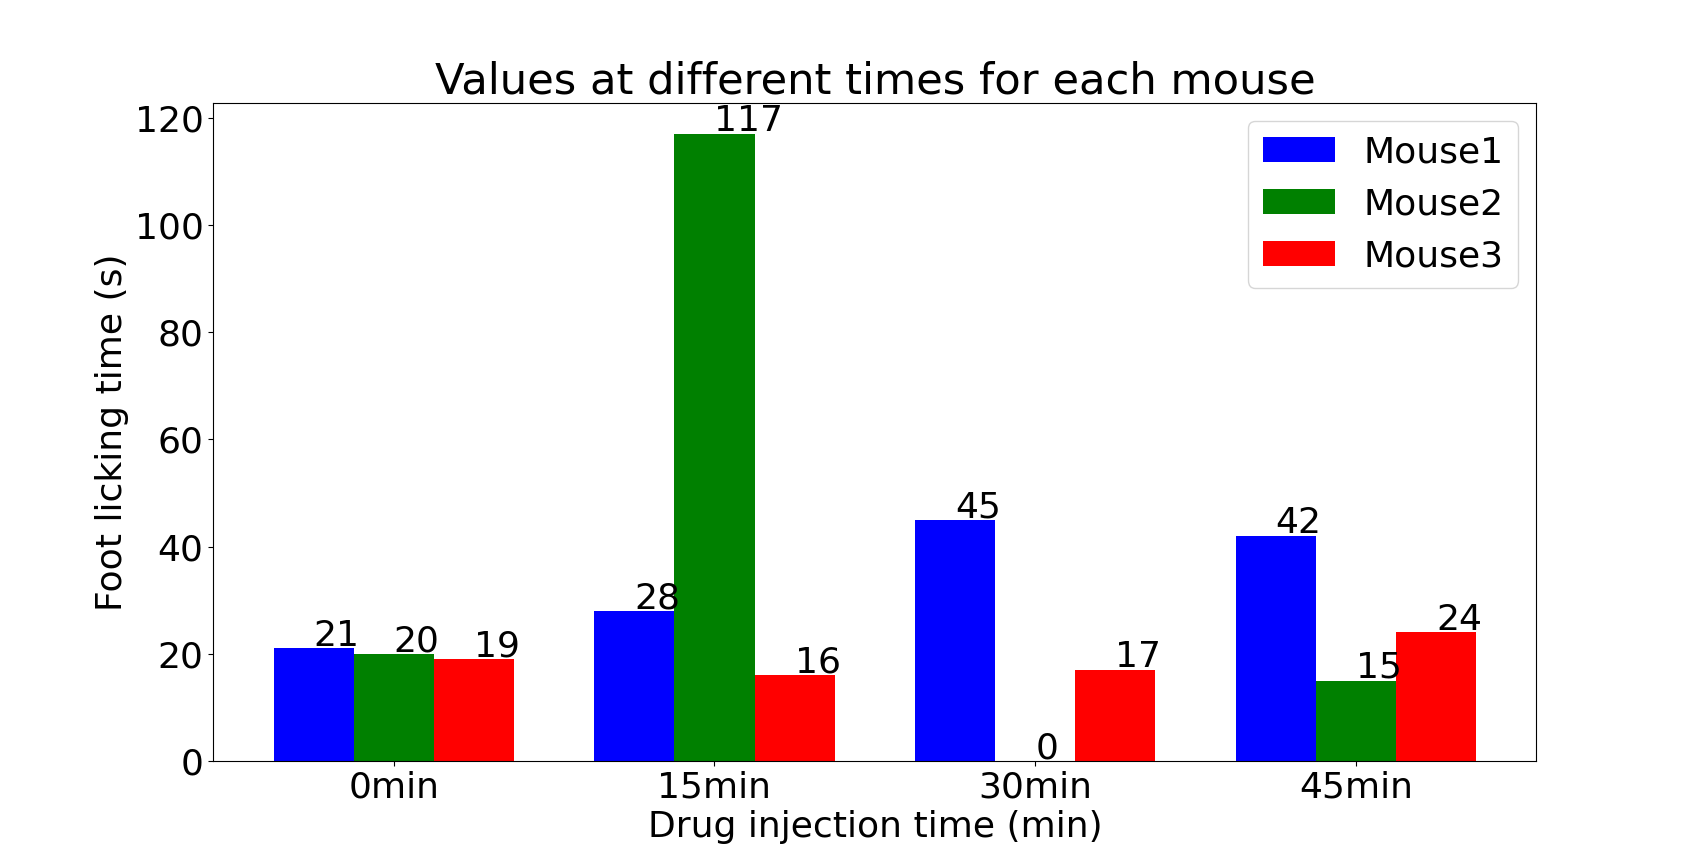 Values at different times for each mouse
120
100
80
60
40
20
0
Foot licking time (s)
Mouse1
Mouse2
Mouse3
21
20
19
28
117
16
45
0
17
42
15
24
0min
15min
30min
45min
Drug injection time (min)